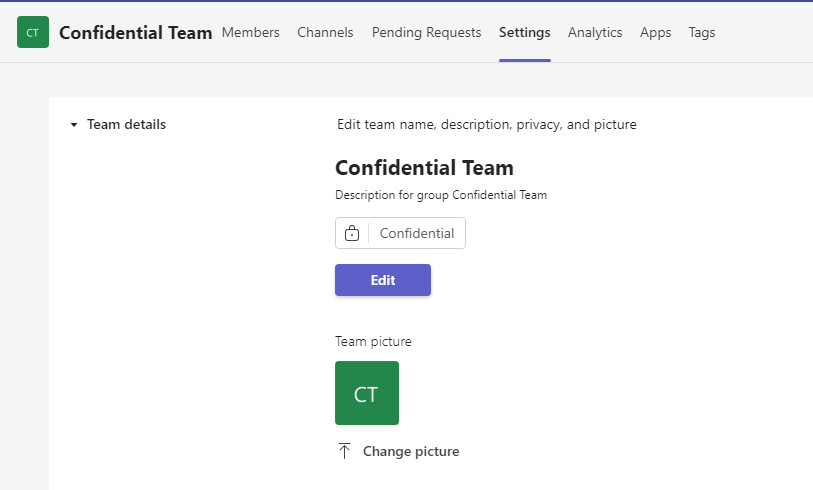 CT Confidential Team Members Channels Pending Requests Settings Analytics Apps Tags
Team details Edit team name, description, privacy, and picture
Confidential Team
Description for group Confidential Team
Confidential
Edit
Team picture
CT
Change picture